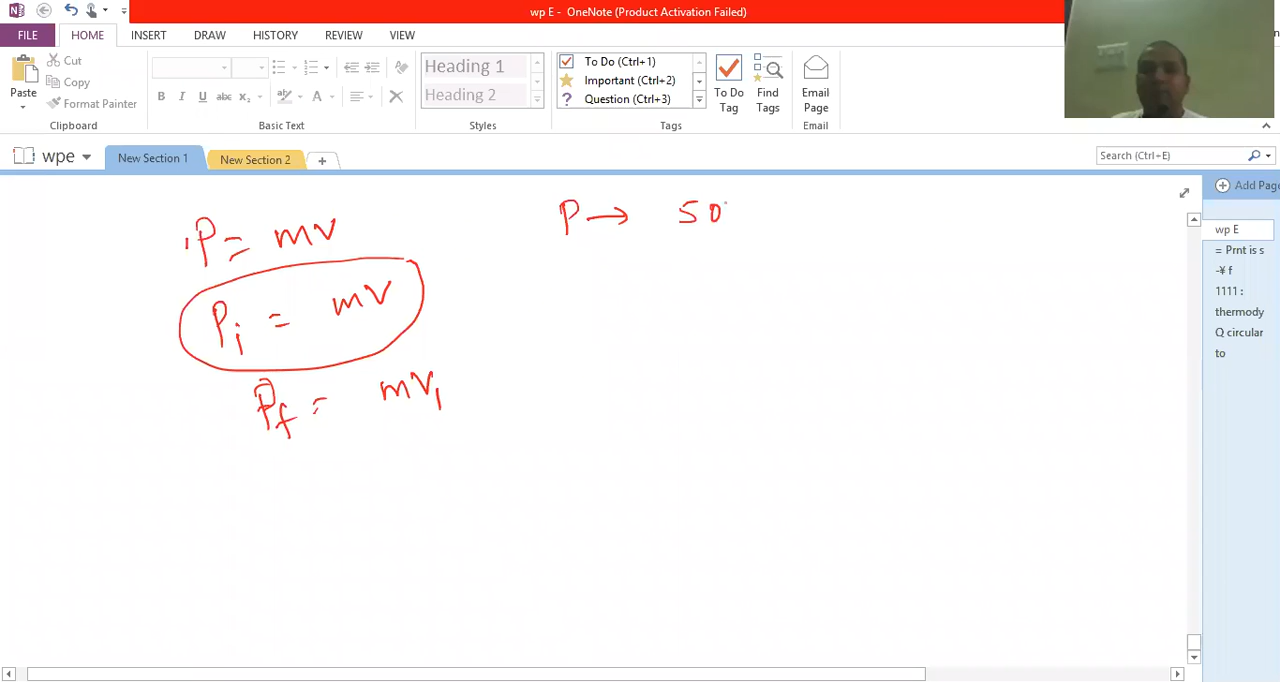 wp E - OneNote (Product Activation Failed)
FILE HOME INSERT DRAW HISTORY REVIEW VIEW
Paste
Cut
Copy
Format Painter
Clipboard
B I U abc x₂ A
Basic Text
Heading 1
Heading 2
Styles
To Do (Ctrl+1)
Important (Ctrl+2)
Question (Ctrl+3)
Tags
To Do Tag
Find Tags
Email Page
Email
wpe New Section 1 New Section 2 +
Search (Ctrl+E)
Add Page
wp E
= Prnt is s
-¥ f
1111 :
thermody
Q circular
to
P = mv
P → 50
Pi = mv
Pf = mv₁